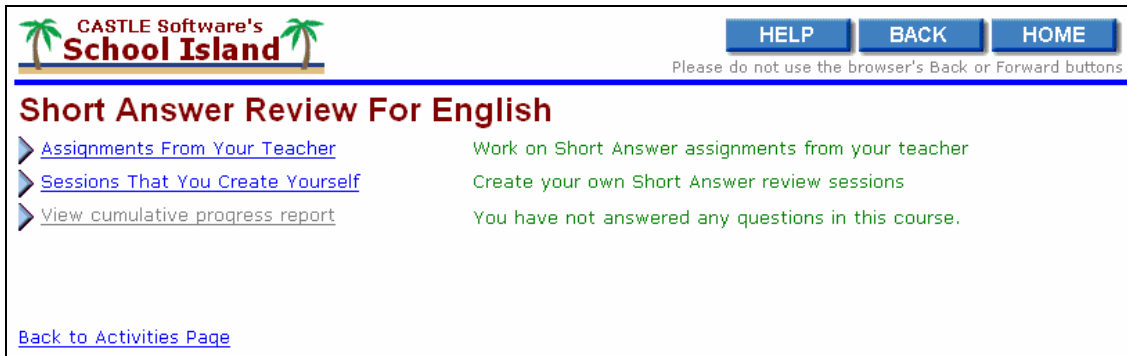 CASTLE Software's
School Island
HELP BACK HOME
Please do not use the browser's Back or Forward buttons
Short Answer Review For English
Assignments From Your Teacher Work on Short Answer assignments from your teacher
Sessions That You Create Yourself Create your own Short Answer review sessions
View cumulative progress report You have not answered any questions in this course.
Back to Activities Page